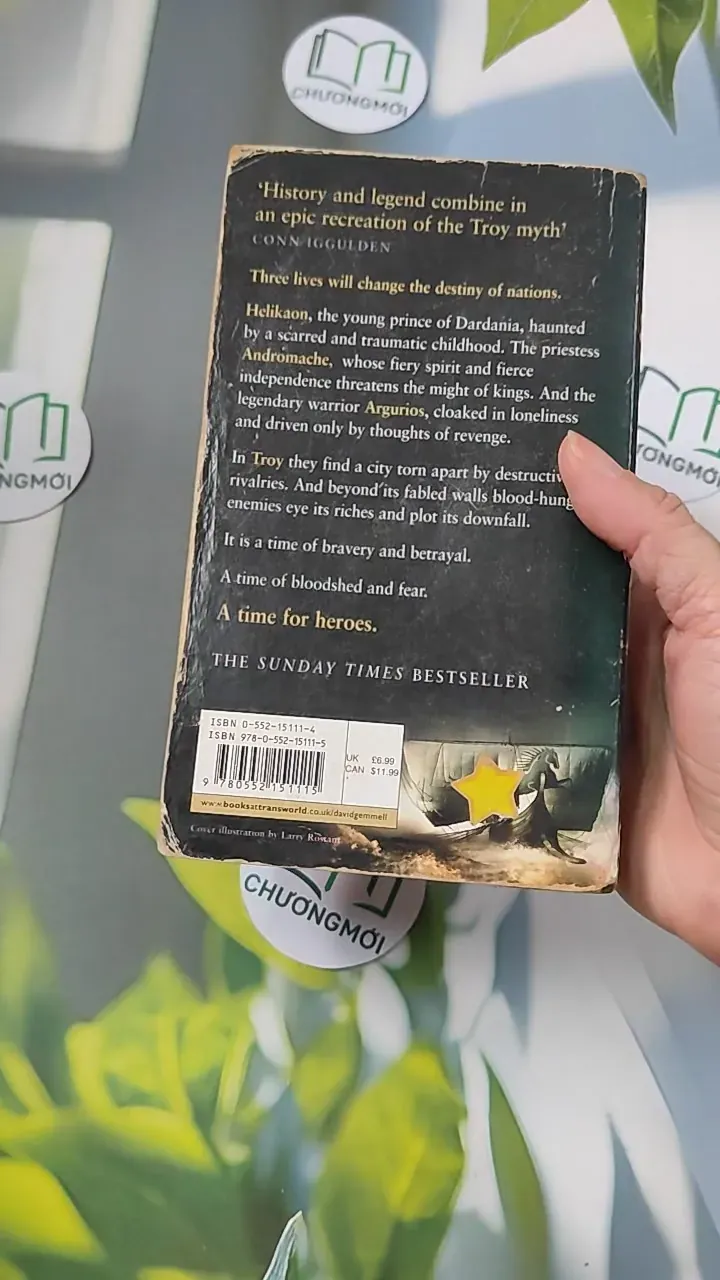 CHƯƠNGMỚI
'History and legend combine in
an epic recreation of the Troy myth'
CONN IGGULDEN
Three lives will change the destiny of nations.
Helikaon, the young prince of Dardania, haunted
by a scarred and traumatic childhood. The priestess
Andromache, whose fiery spirit and fierce
independence threatens the might of kings. And the
legendary warrior Argurios, cloaked in loneliness
and driven only by thoughts of revenge.
In Troy they find a city torn apart by destructiv
rivalries. And beyond its fabled walls blood-hung
enemies eye its riches and plot its downfall.
It is a time of bravery and betrayal.
A time of bloodshed and fear.
A time for heroes.
THE SUNDAY TIMES BESTSELLER
ISBN 0-552-15111-4
ISBN 978-0-552-15111-5
UK £6.99
CAN $11.99
9 780552 151115
www.booksattransworld.co.uk/davidgemmell
Cover illustration by Larry Rostant
NGMỚI
ƯƠNGMỚI
CHƯƠNGMỚI